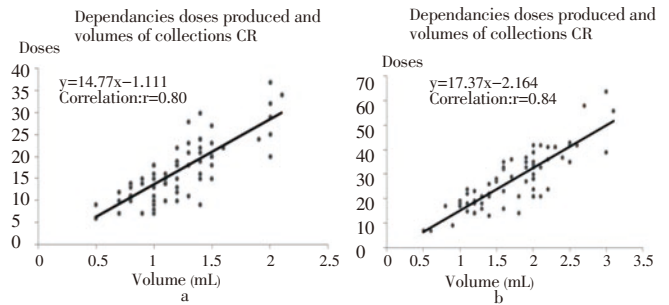 Dependancies doses produced and
volumes of collections CR
Doses
40
35
30
25
20
15
10
5
0
y=14.77x−1.111
Correlation:r=0.80
0 0.5 1 1.5 2 2.5
Volume (mL)
a
Dependancies doses produced and
volumes of collections CR
Doses
70
60
50
40
30
20
10
0
y=17.37x−2.164
Correlation:r=0.84
0 0.5 1 1.5 2 2.5 3 3.5
Volume (mL)
b